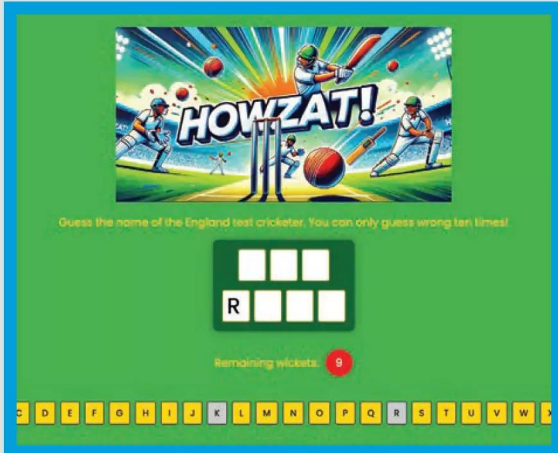 HOWZAT!
Guess the name of the England test cricketer. You can only guess wrong ten times!
R
Remaining wickets. 9
C D E F G H I J K L M N O P Q R S T U V W X